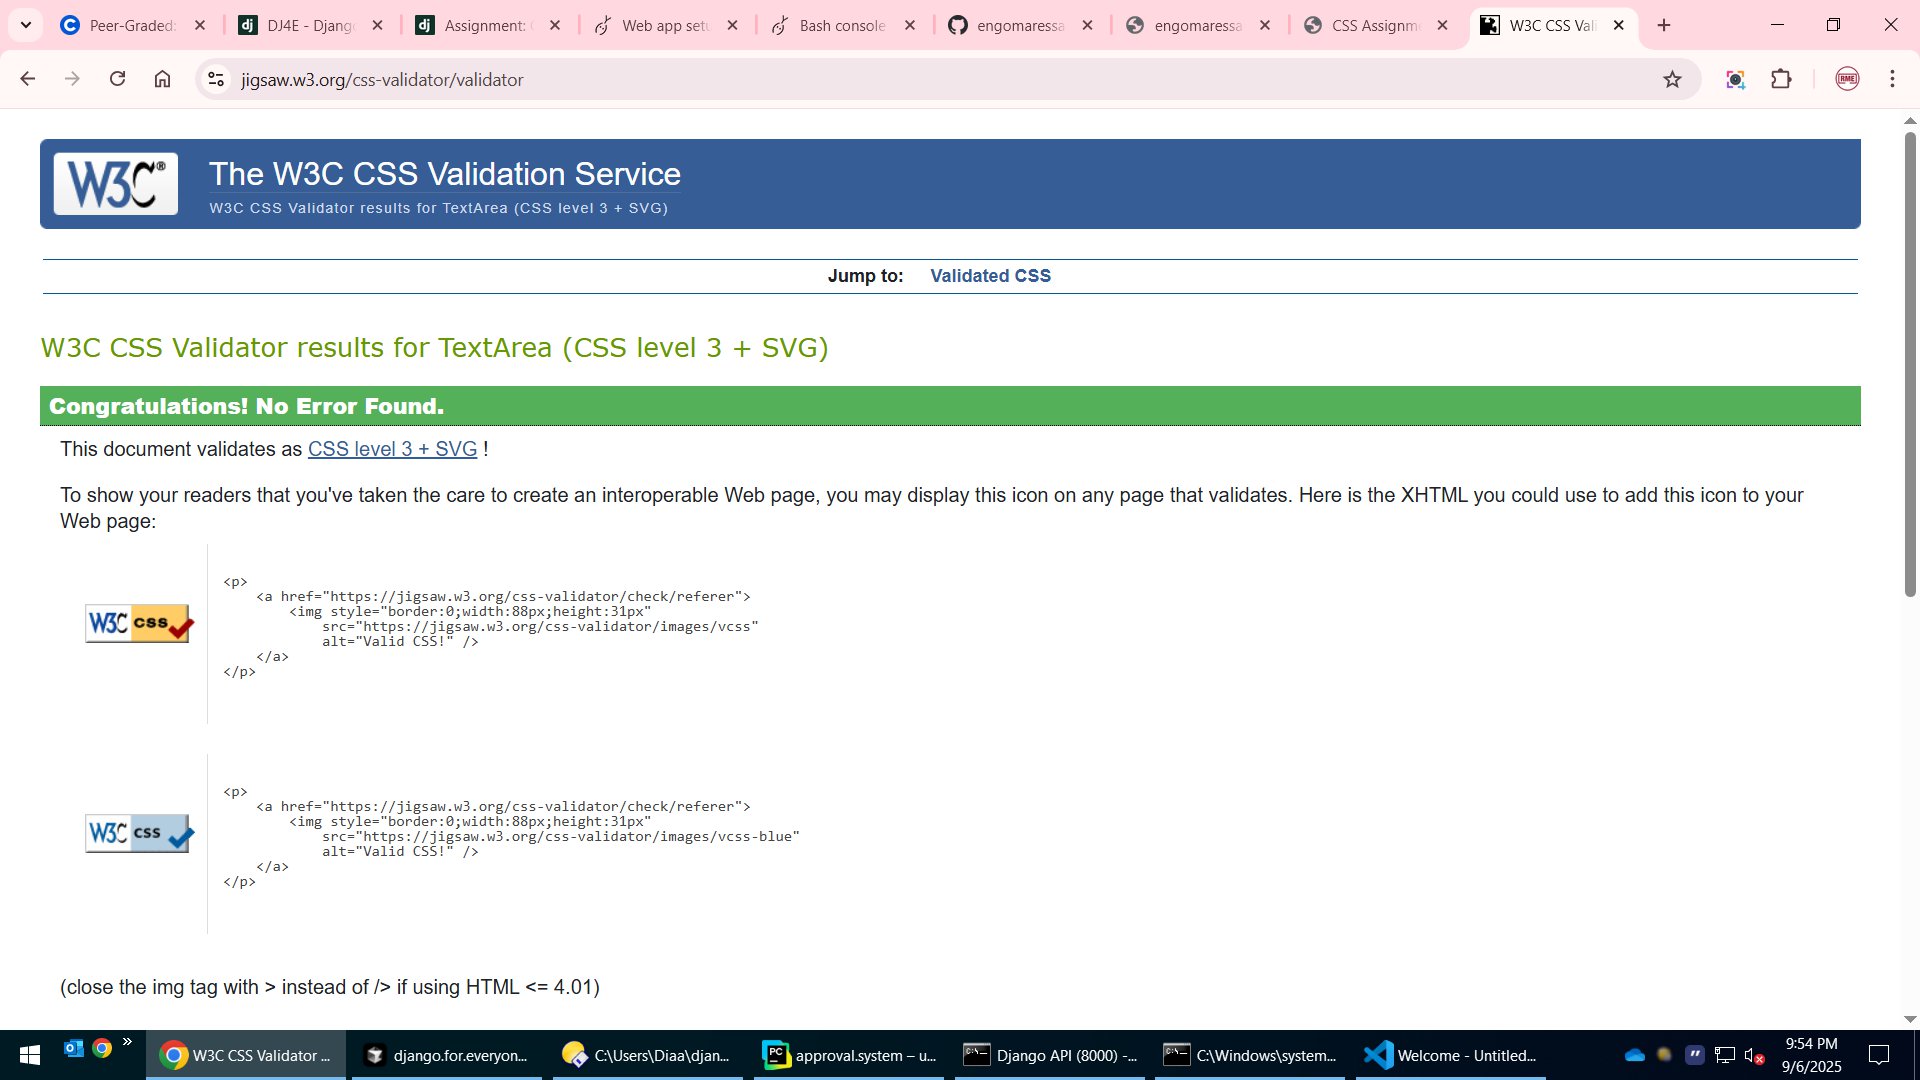 Peer-Graded:
DJ4E - Djang
Assignment:
Web app setu
Bash console
engomaressa
engomaressa
CSS Assignme
W3C CSS Vali
jigsaw.w3.org/css-validator/validator
W3C®
The W3C CSS Validation Service
W3C CSS Validator results for TextArea (CSS level 3 + SVG)
Jump to: Validated CSS
W3C CSS Validator results for TextArea (CSS level 3 + SVG)
Congratulations! No Error Found.
This document validates as CSS level 3 + SVG !
To show your readers that you've taken the care to create an interoperable Web page, you may display this icon on any page that validates. Here is the XHTML you could use to add this icon to your
Web page:
<p>
<a href="https://jigsaw.w3.org/css-validator/check/referer">
<img style="border:0;width:88px;height:31px"
src="https://jigsaw.w3.org/css-validator/images/vcss"
alt="Valid CSS!" />
</a>
</p>
W3C css
<p>
<a href="https://jigsaw.w3.org/css-validator/check/referer">
<img style="border:0;width:88px;height:31px"
src="https://jigsaw.w3.org/css-validator/images/vcss-blue"
alt="Valid CSS!" />
</a>
</p>
W3C css
(close the img tag with > instead of /> if using HTML <= 4.01)
W3C CSS Validator ...
django.for.everyon...
C:\Users\Diaa\djan...
PC approval.system – u...
Django API (8000) -...
C:\Windows\system...
Welcome - Untitled...
9:54 PM
9/6/2025